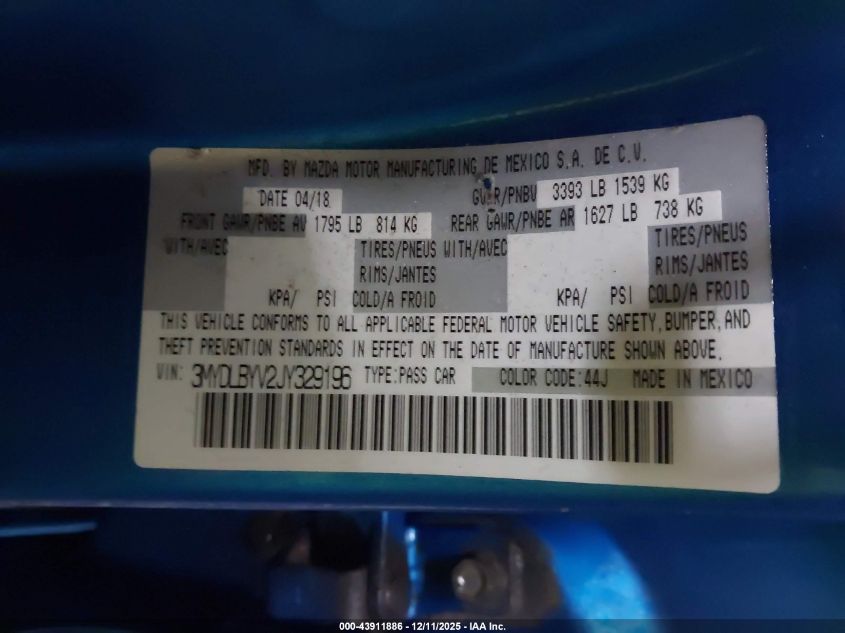 MFD. BY MAZDA MOTOR MANUFACTURING DE MEXICO S.A. DE C.V.
DATE 04/18 GVWR/PNBV 3393 LB 1539 KG
FRONT GAWR/PNBE AV 1795 LB 814 KG REAR GAWR/PNBE AR 1627 LB 738 KG
WITH/AVEC TIRES/PNEUS WITH/AVEC TIRES/PNEUS
RIMS/JANTES RIMS/JANTES
KPA/ PSI COLD/A FROID KPA/ PSI COLD/A FROID
THIS VEHICLE CONFORMS TO ALL APPLICABLE FEDERAL MOTOR VEHICLE SAFETY, BUMPER, AND
THEFT PREVENTION STANDARDS IN EFFECT ON THE DATE OF MANUFACTURE SHOWN ABOVE.
VIN: 3MYDLBYV2JY329196 TYPE:PASS CAR COLOR CODE:44J MADE IN MEXICO
000-43911886 - 12/11/2025 - IAA Inc.